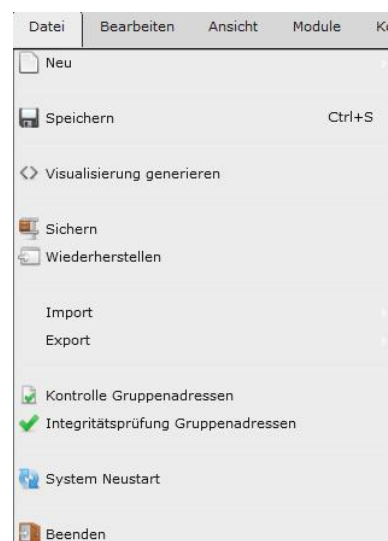 Datei Bearbeiten Ansicht Module
Neu
Speichern Ctrl+S
Visualisierung generieren
Sichern
Wiederherstellen
Import
Export
Kontrolle Gruppenadressen
Integritätsprüfung Gruppenadressen
System Neustart
Beenden